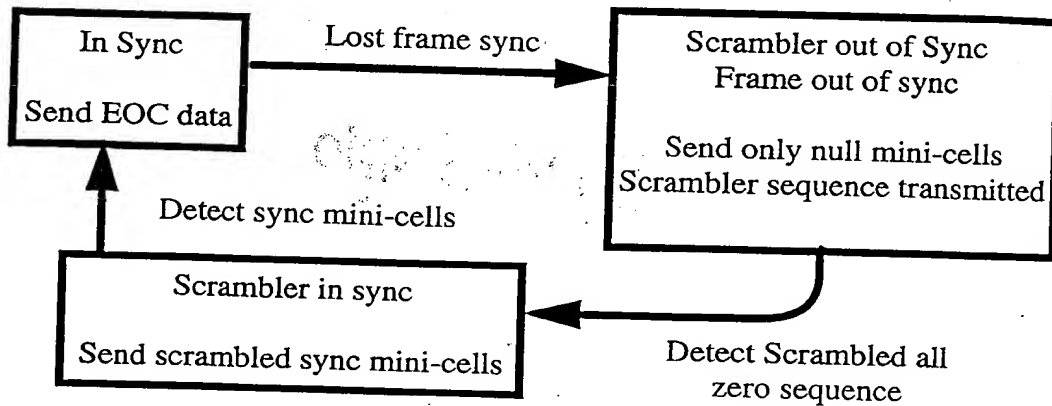 In Sync
Send EOC data
Lost frame sync
Scrambler out of Sync
Frame out of sync
Send only null mini-cells
Scrambler sequence transmitted
Detect sync mini-cells
Scrambler in sync
Send scrambled sync mini-cells
Detect Scrambled all
zero sequence